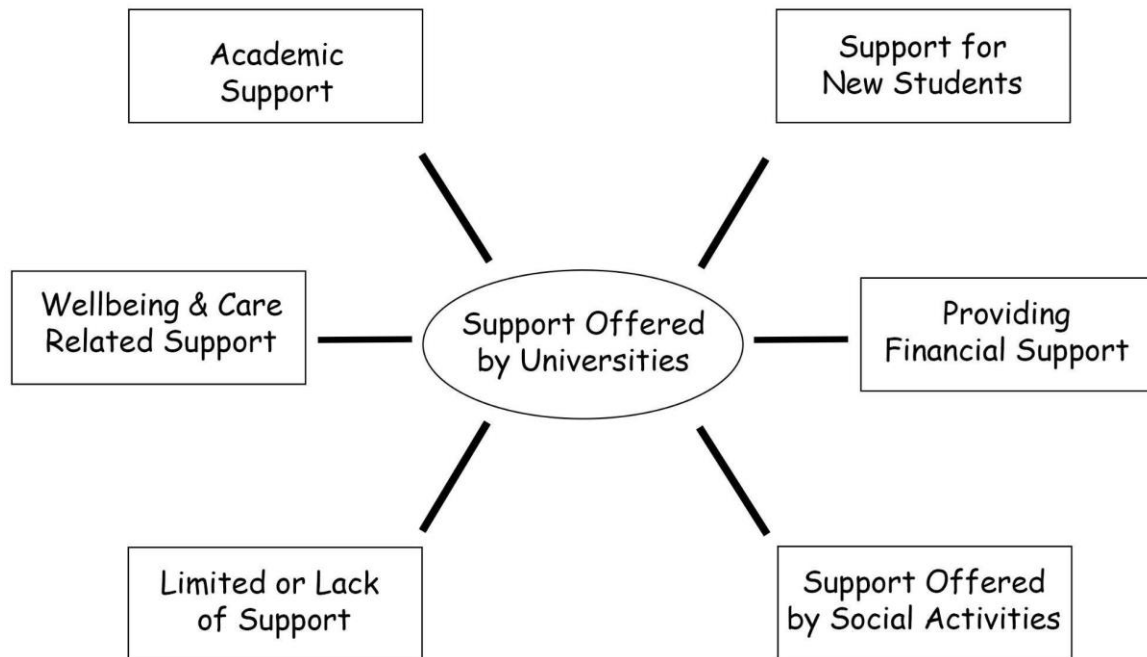 Academic
Support
Support for
New Students
Wellbeing & Care
Related Support
Support Offered
by Universities
Providing
Financial Support
Limited or Lack
of Support
Support Offered
by Social Activities